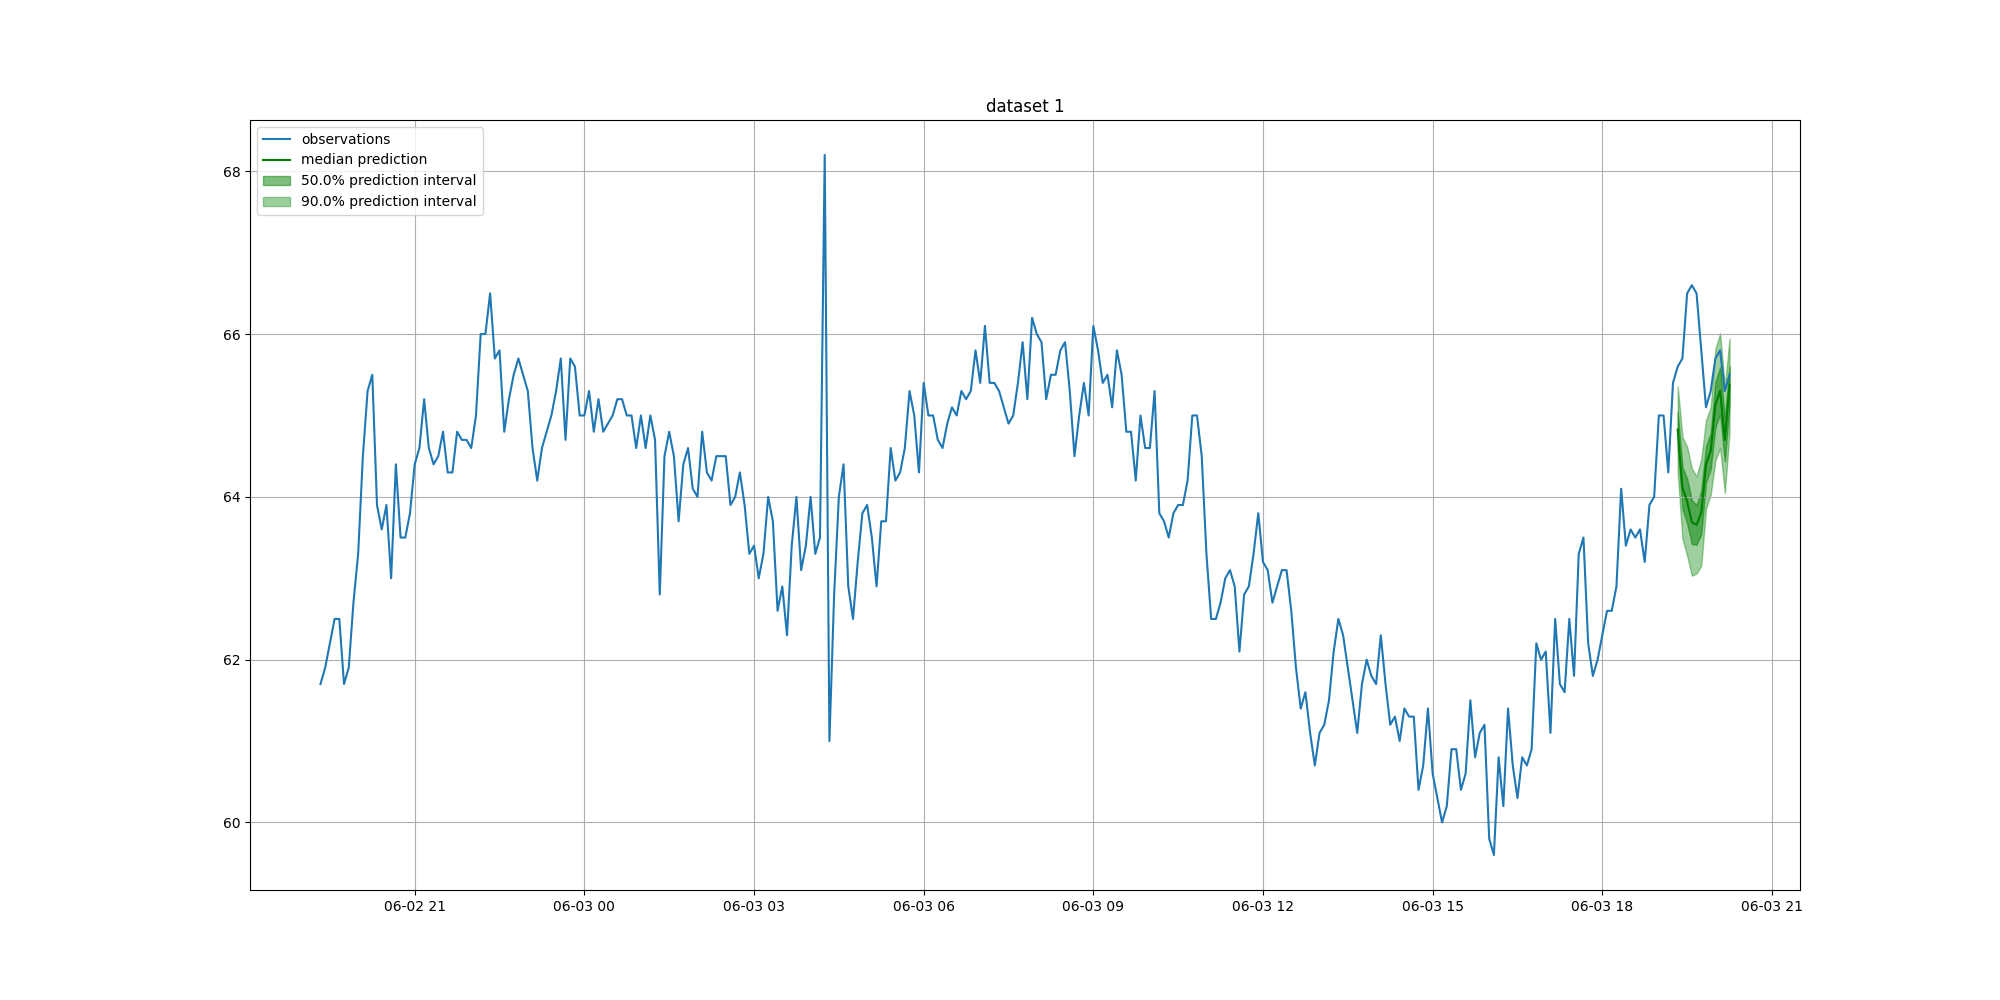 dataset 1
observations
median prediction
50.0% prediction interval
90.0% prediction interval
68
66
64
62
60
06-02 21
06-03 00
06-03 03
06-03 06
06-03 09
06-03 12
06-03 15
06-03 18
06-03 21